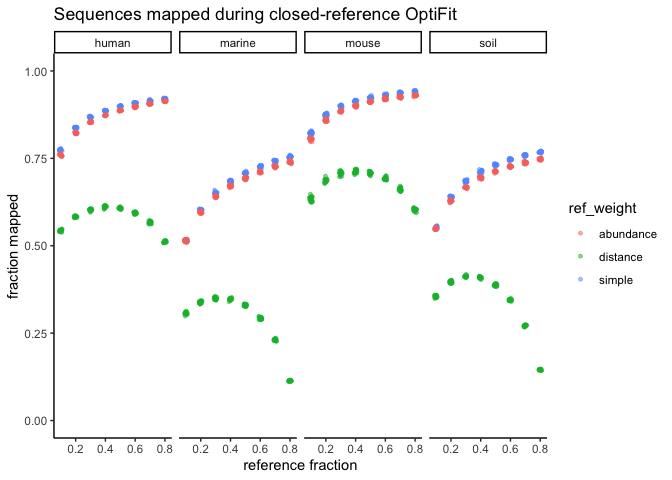 Sequences mapped during closed-reference OptiFit
human marine mouse soil
1.00
0.75
0.50
0.25
0.00
fraction mapped
0.2 0.4 0.6 0.8 0.2 0.4 0.6 0.8 0.2 0.4 0.6 0.8 0.2 0.4 0.6 0.8
reference fraction
ref_weight
abundance
distance
simple